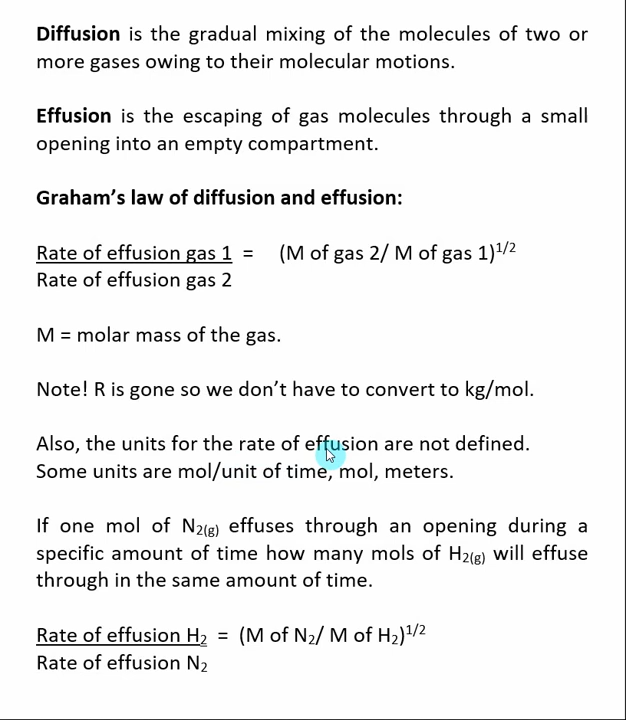 Diffusion is the gradual mixing of the molecules of two or
more gases owing to their molecular motions.
Effusion is the escaping of gas molecules through a small
opening into an empty compartment.
Graham's law of diffusion and effusion:
Rate of effusion gas 1 = (M of gas 2/ M of gas 1)^1/2
Rate of effusion gas 2
M = molar mass of the gas.
Note! R is gone so we don't have to convert to kg/mol.
Also, the units for the rate of effusion are not defined.
Some units are mol/unit of time, mol, meters.
If one mol of N₂(g) effuses through an opening during a
specific amount of time how many mols of H₂(g) will effuse
through in the same amount of time.
Rate of effusion H₂ = (M of N₂/ M of H₂)^1/2
Rate of effusion N₂